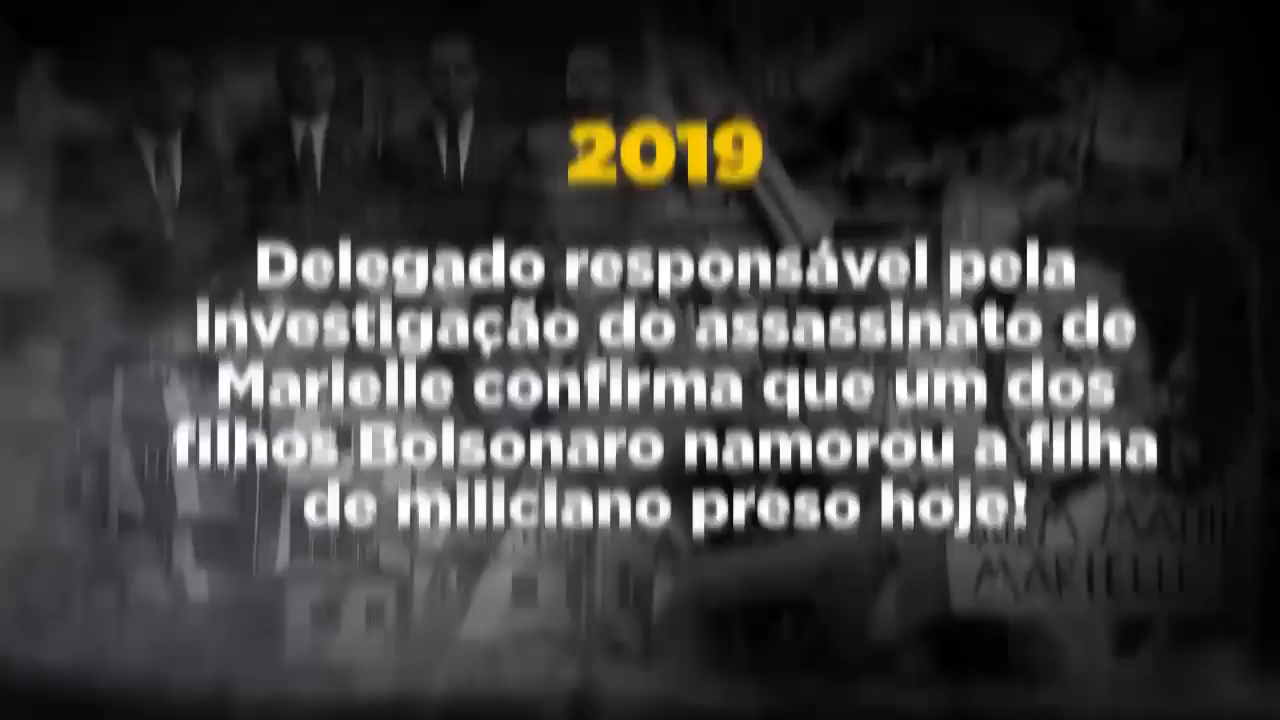 2019
Delegado responsável pela
investigação do assassinato de
Marielle confirma que um dos
filhos Bolsonaro namorou a filha
de miliciano preso hoje!
MARIELLE